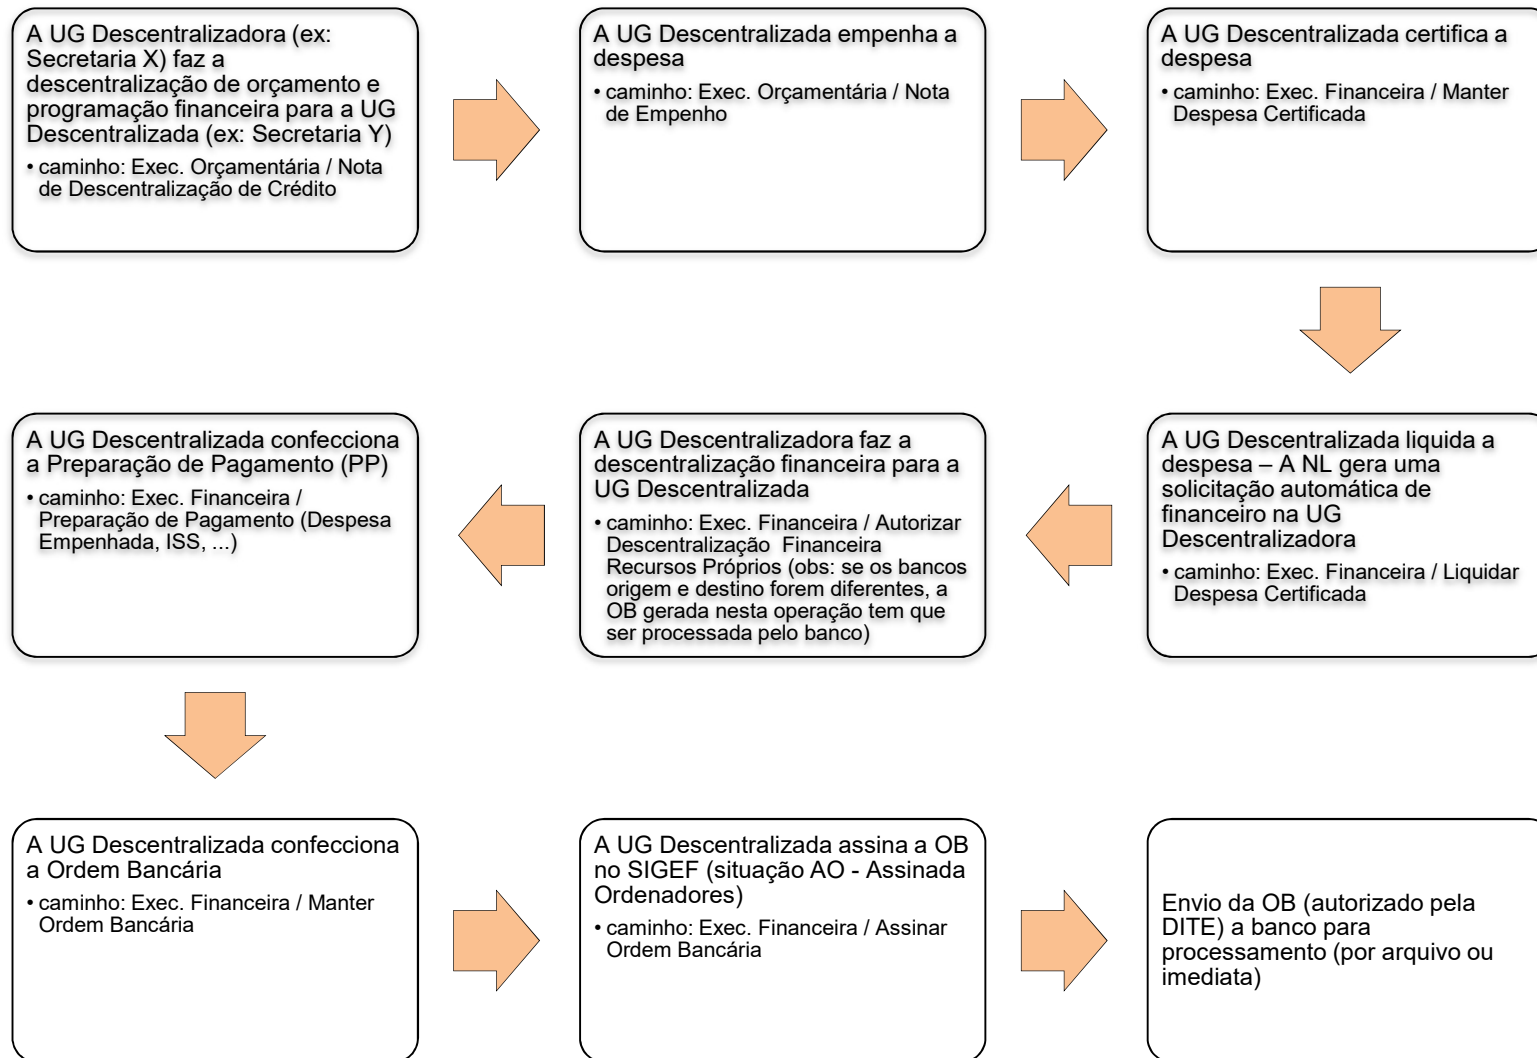 A UG Descentralizadora (ex:
Secretaria X) faz a
descentralização de orçamento e
programação financeira para a UG
Descentralizada (ex: Secretaria Y)
• caminho: Exec. Orçamentária / Nota
de Descentralização de Crédito
A UG Descentralizada empenha a
despesa
• caminho: Exec. Orçamentária / Nota
de Empenho
A UG Descentralizada certifica a
despesa
• caminho: Exec. Financeira / Manter
Despesa Certificada
A UG Descentralizada liquida a
despesa – A NL gera uma
solicitação automática de
financeiro na UG
Descentralizadora
• caminho: Exec. Financeira / Liquidar
Despesa Certificada
A UG Descentralizadora faz a
descentralização financeira para a
UG Descentralizada
• caminho: Exec. Financeira / Autorizar
Descentralização Financeira
Recursos Próprios (obs: se os bancos
origem e destino forem diferentes, a
OB gerada nesta operação tem que
ser processada pelo banco)
A UG Descentralizada confecciona
a Preparação de Pagamento (PP)
• caminho: Exec. Financeira /
Preparação de Pagamento (Despesa
Empenhada, ISS, ...)
A UG Descentralizada confecciona
a Ordem Bancária
• caminho: Exec. Financeira / Manter
Ordem Bancária
A UG Descentralizada assina a OB
no SIGEF (situação AO - Assinada
Ordenadores)
• caminho: Exec. Financeira / Assinar
Ordem Bancária
Envio da OB (autorizado pela
DITE) a banco para
processamento (por arquivo ou
imediata)